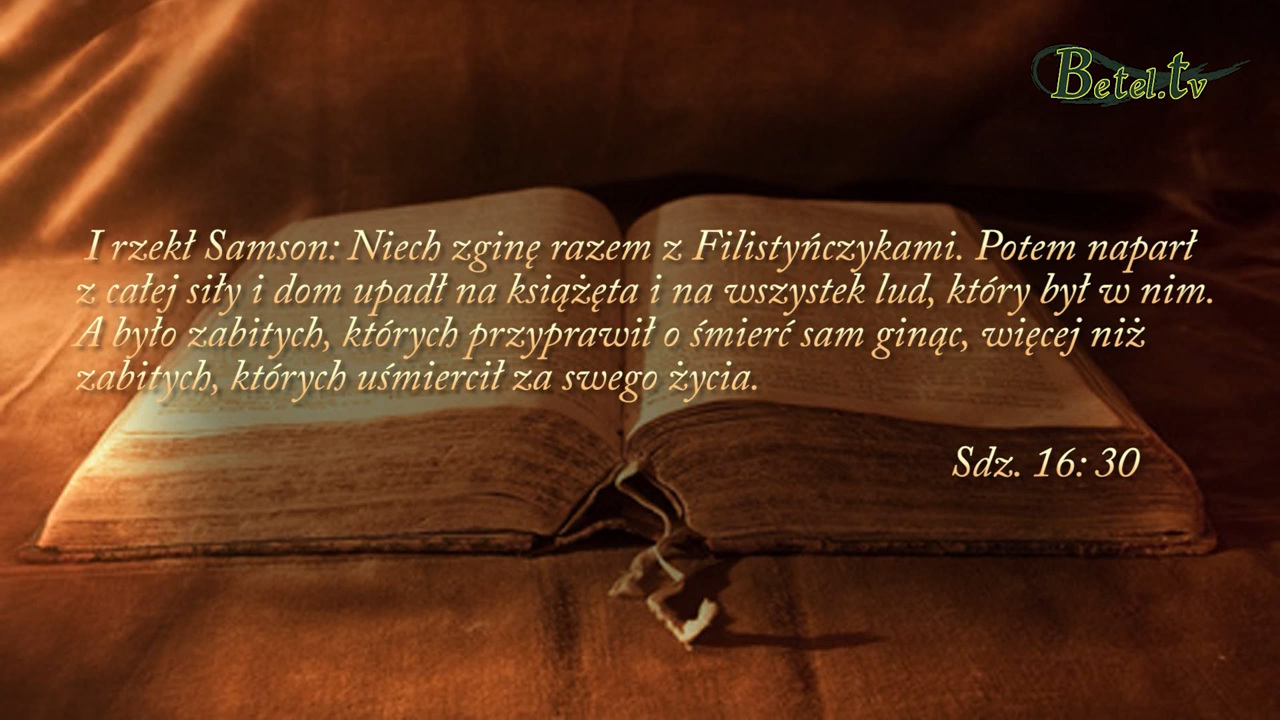 Betel.tv
I rzekł Samson: Niech zginę razem z Filistyńczykami. Potem naparł
z całej siły i dom upadł na książęta i na wszystek lud, który był w nim.
A było zabitych, których przyprawił o śmierć sam ginąc, więcej niż
zabitych, których uśmiercił za swego życia.
Sdz. 16: 30